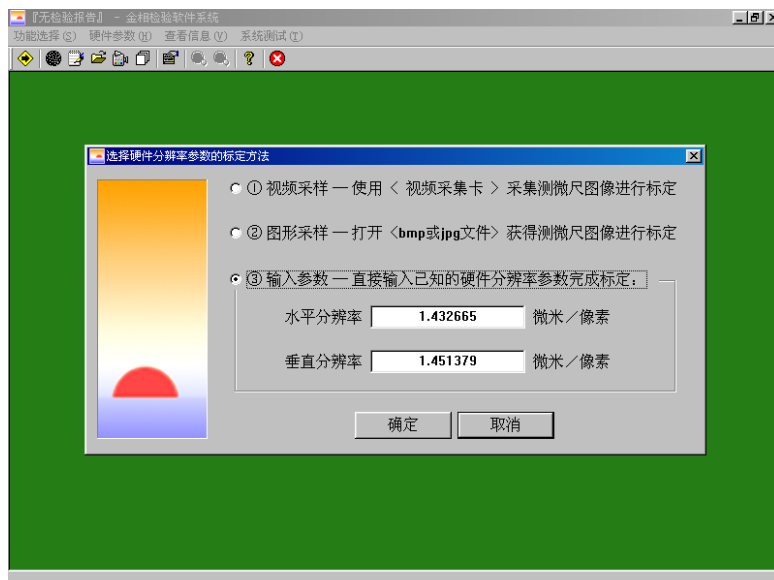 『无检验报告』 - 金相检验软件系统
功能选择(S) 硬件参数(H) 查看信息(V) 系统测试(T)
选择硬件分辨率参数的标定方法
① 视频采样 — 使用 < 视频采集卡 > 采集测微尺图像进行标定
② 图形采样 — 打开 <bmp或jpg文件> 获得测微尺图像进行标定
③ 输入参数 — 直接输入已知的硬件分辨率参数完成标定:
水平分辨率 1.432665 微米/像素
垂直分辨率 1.451379 微米/像素
确定 取消